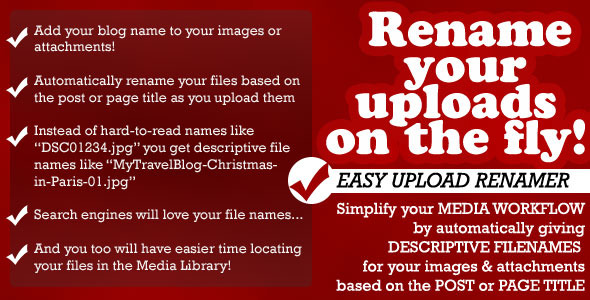 Add your blog name to your images or
attachments!
Automatically rename your files based on
the post or page title as you upload them
Instead of hard-to-read names like
“DSC01234.jpg” you get descriptive file
names like “MyTravelBlog-Christmas-
in-Paris-01.jpg”
Search engines will love your file names...
And you too will have easier time locating
your files in the Media Library!
Rename
your
uploads
on the fly!
EASY UPLOAD RENAMER
Simplify your MEDIA WORKFLOW
by automatically giving
DESCRIPTIVE FILENAMES
for your images & attachments
based on the POST or PAGE TITLE